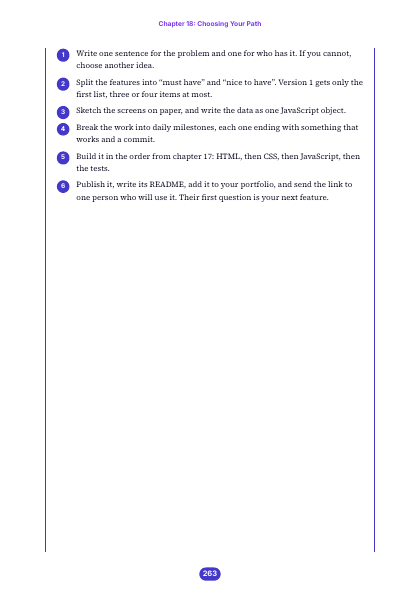 Chapter 18: Choosing Your Path
1 Write one sentence for the problem and one for who has it. If you cannot,
choose another idea.
2 Split the features into “must have” and “nice to have”. Version 1 gets only the
first list, three or four items at most.
3 Sketch the screens on paper, and write the data as one JavaScript object.
4 Break the work into daily milestones, each one ending with something that
works and a commit.
5 Build it in the order from chapter 17: HTML, then CSS, then JavaScript, then
the tests.
6 Publish it, write its README, add it to your portfolio, and send the link to
one person who will use it. Their first question is your next feature.
263